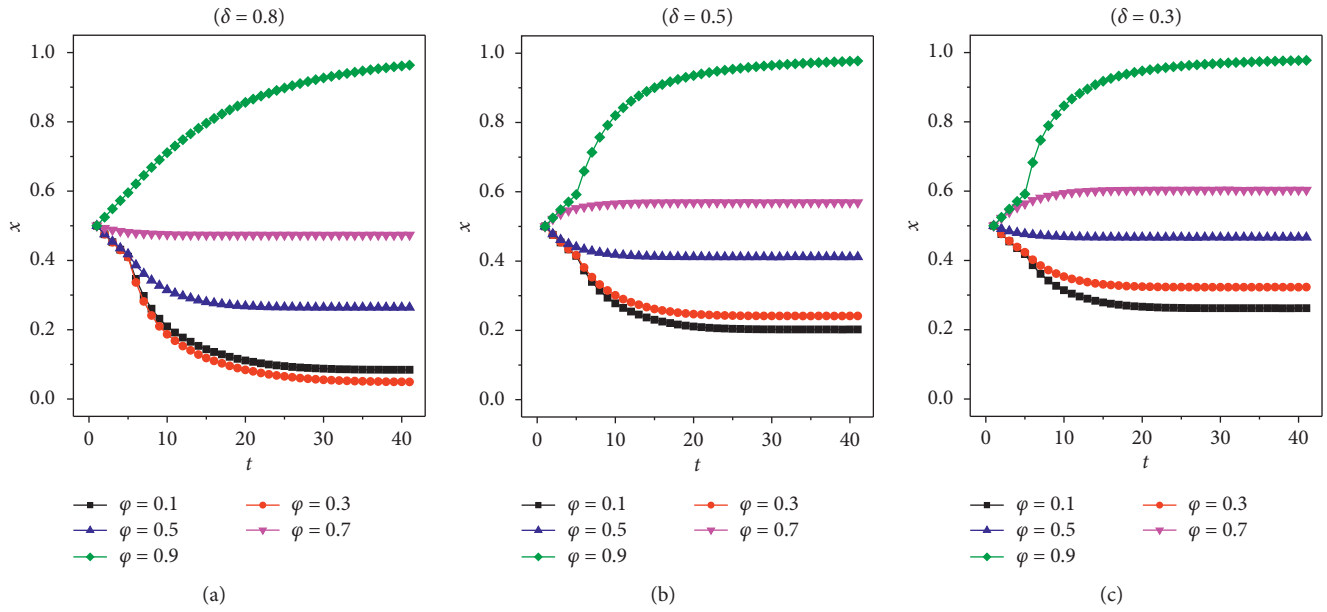 (δ = 0.8)
1.0
0.8
0.6
x
0.4
0.2
0.0
0 10 20 30 40
t
φ = 0.1 φ = 0.3
φ = 0.5 φ = 0.7
φ = 0.9
(a)
(δ = 0.5)
1.0
0.8
0.6
x
0.4
0.2
0.0
0 10 20 30 40
t
φ = 0.1 φ = 0.3
φ = 0.5 φ = 0.7
φ = 0.9
(b)
(δ = 0.3)
1.0
0.8
0.6
x
0.4
0.2
0.0
0 10 20 30 40
t
φ = 0.1 φ = 0.3
φ = 0.5 φ = 0.7
φ = 0.9
(c)